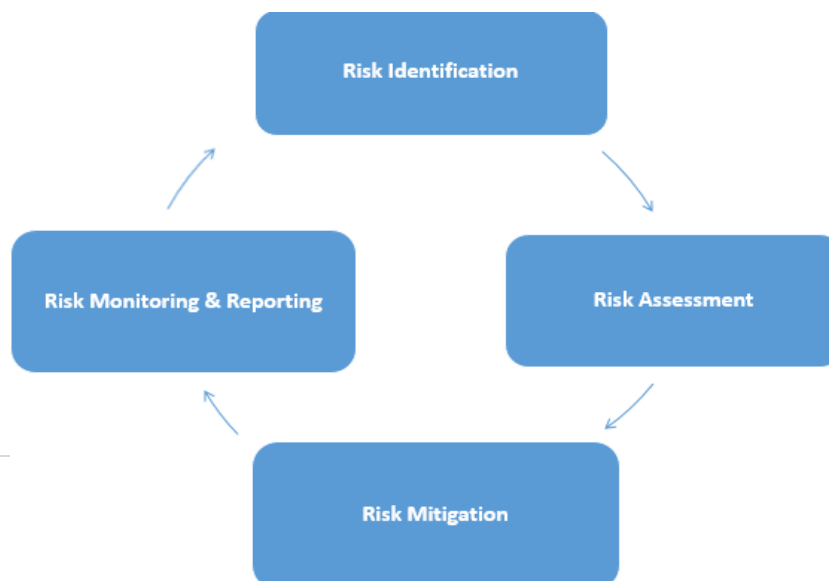 Risk Identification
Risk Monitoring & Reporting
Risk Assessment
Risk Mitigation